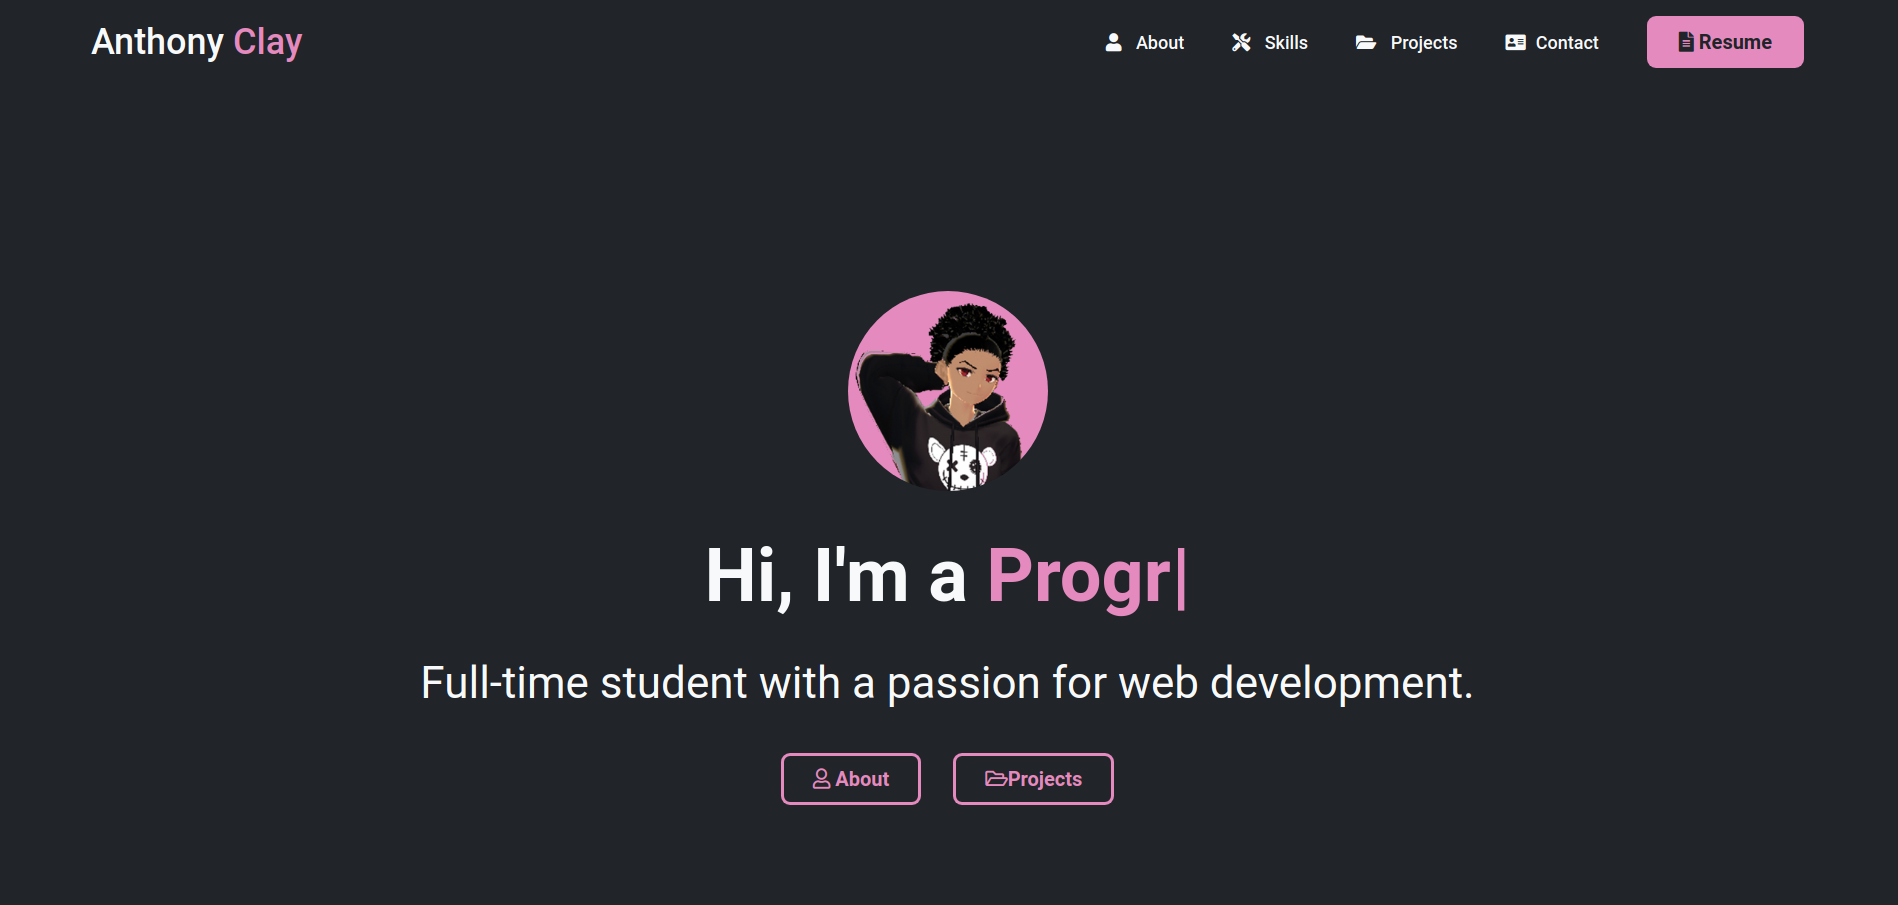 Anthony Clay
About Skills Projects Contact Resume
Hi, I'm a Progr|
Full-time student with a passion for web development.
About Projects